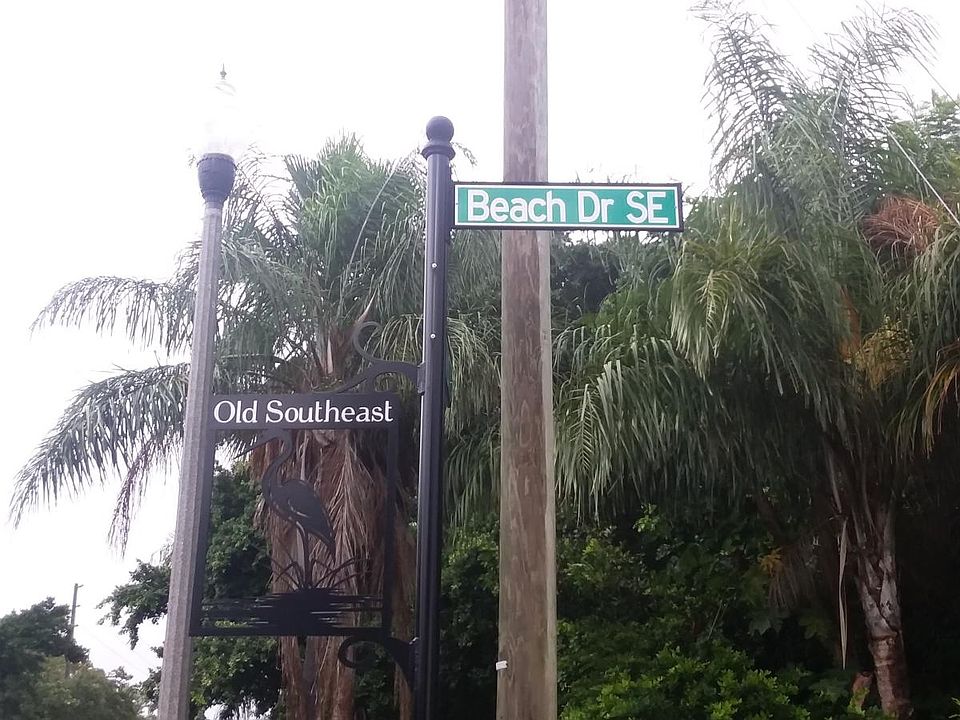 Beach Dr SE
Old Southeast